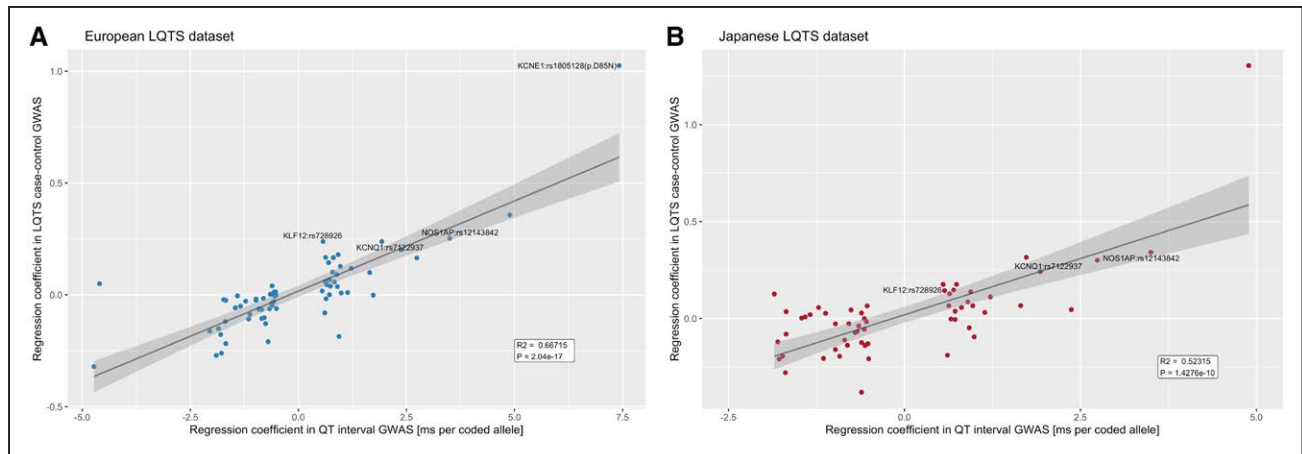 A European LQTS dataset
Regression coefficient in LQTS case-control GWAS
1.0
0.5
0.0
-0.5
KCNE1:rs1805128(p.D85N)
KLF12:rs728926
NOS1AP:rs12143842
KCNQ1:rs7122937
R2 = 0.66715
P = 2.04e-17
-5.0 -2.5 0.0 2.5 5.0 7.5
Regression coefficient in QT interval GWAS [ms per coded allele]
B Japanese LQTS dataset
Regression coefficient in LQTS case-control GWAS
1.0
0.5
0.0
NOS1AP:rs12143842
KCNQ1:rs7122937
KLF12:rs728926
R2 = 0.52315
P = 1.4276e-10
-2.5 0.0 2.5 5.0
Regression coefficient in QT interval GWAS [ms per coded allele]